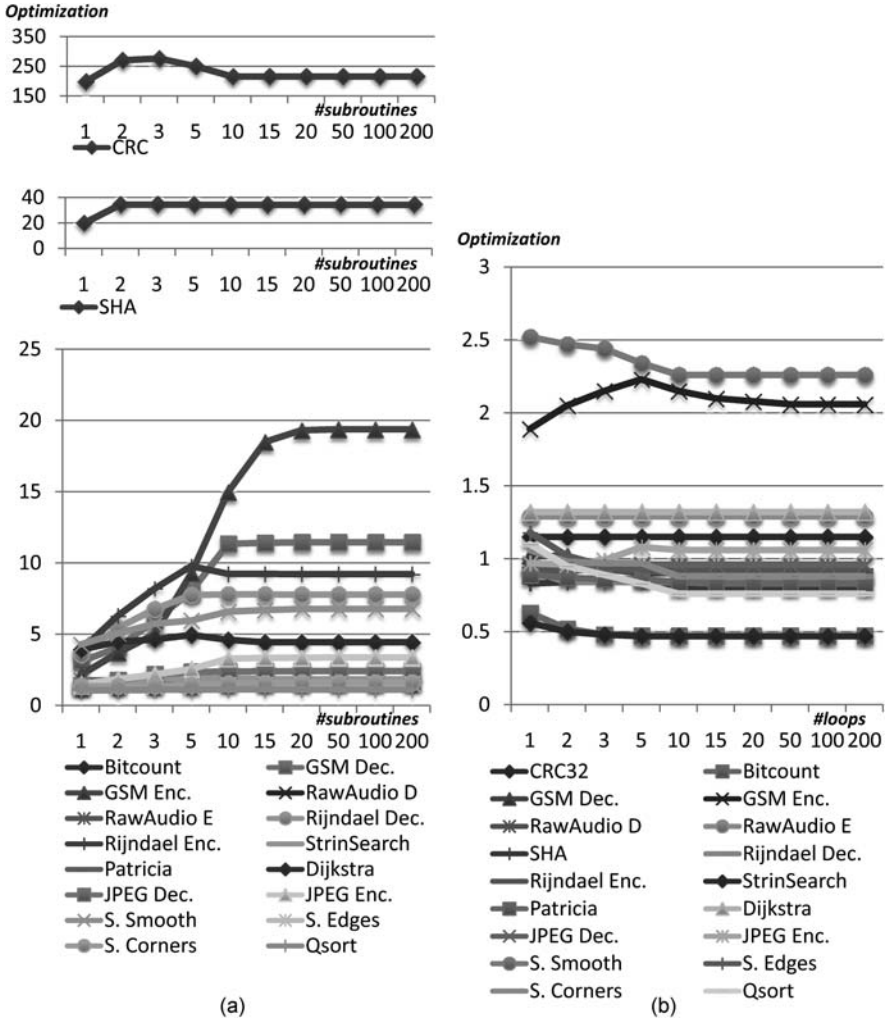 Optimization
350
250
150
#subroutines
1 2 3 5 10 15 20 50 100 200
CRC
40
20
0
#subroutines
1 2 3 5 10 15 20 50 100 200
SHA
25
20
15
10
5
0
#subroutines
1 2 3 5 10 15 20 50 100 200
Bitcount GSM Dec.
GSM Enc. RawAudio D
RawAudio E Rijndael Dec.
Rijndael Enc. StrinSearch
Patricia Dijkstra
JPEG Dec. JPEG Enc.
S. Smooth S. Edges
S. Corners Qsort
(a)
Optimization
3
2.5
2
1.5
1
0.5
0
#loops
1 2 3 5 10 15 20 50 100 200
CRC32 Bitcount
GSM Dec. GSM Enc.
RawAudio D RawAudio E
SHA Rijndael Dec.
Rijndael Enc. StrinSearch
Patricia Dijkstra
JPEG Dec. JPEG Enc.
S. Smooth S. Edges
S. Corners Qsort
(b)